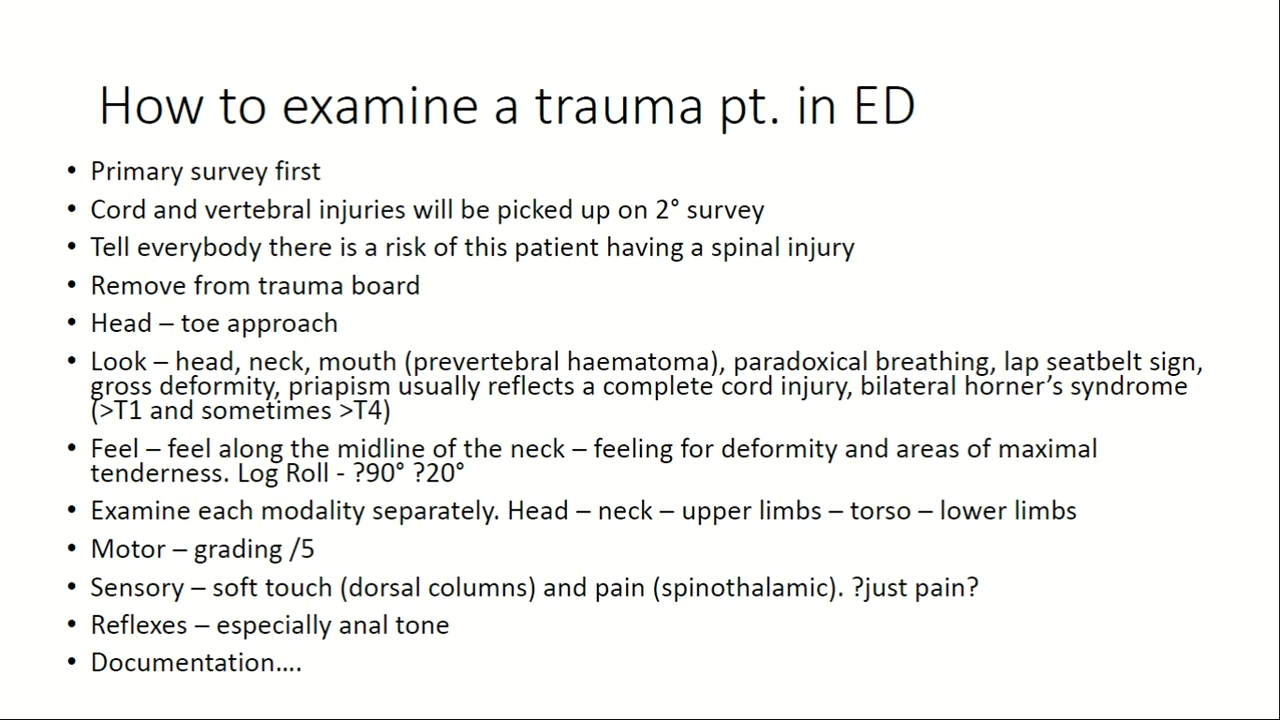 How to examine a trauma pt. in ED
• Primary survey first
• Cord and vertebral injuries will be picked up on 2° survey
• Tell everybody there is a risk of this patient having a spinal injury
• Remove from trauma board
• Head – toe approach
• Look – head, neck, mouth (prevertebral haematoma), paradoxical breathing, lap seatbelt sign,
gross deformity, priapism usually reflects a complete cord injury, bilateral horner’s syndrome
(>T1 and sometimes >T4)
• Feel – feel along the midline of the neck – feeling for deformity and areas of maximal
tenderness. Log Roll - ?90° ?20°
• Examine each modality separately. Head – neck – upper limbs – torso – lower limbs
• Motor – grading /5
• Sensory – soft touch (dorsal columns) and pain (spinothalamic). ?just pain?
• Reflexes – especially anal tone
• Documentation….